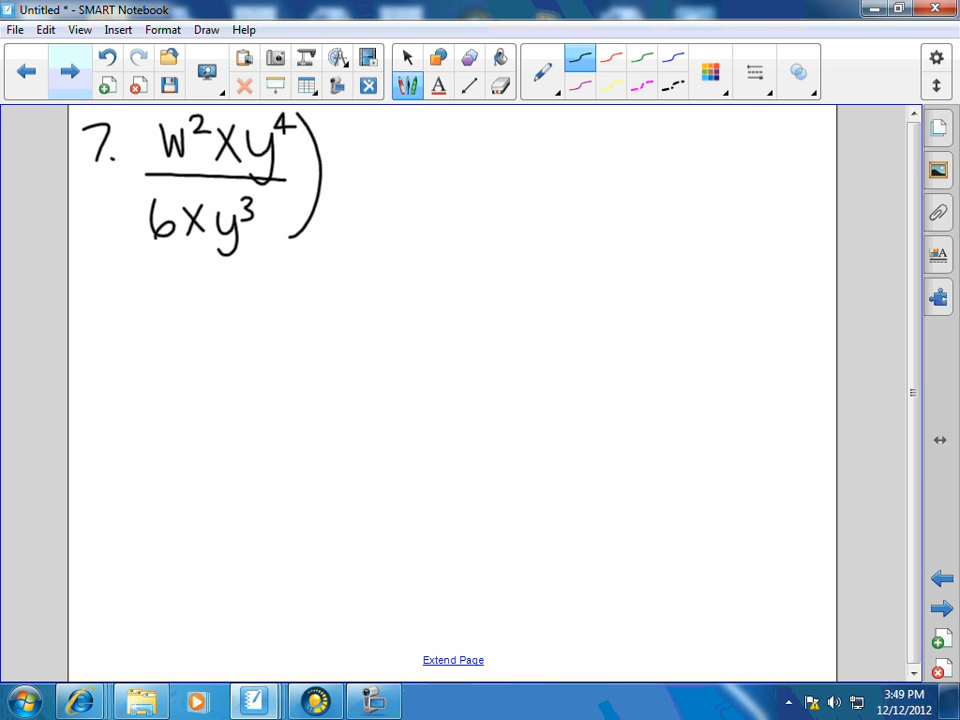 Untitled * - SMART Notebook
File Edit View Insert Format Draw Help
7. w²xy⁴)
6xy³
Extend Page
3:49 PM
12/12/2012